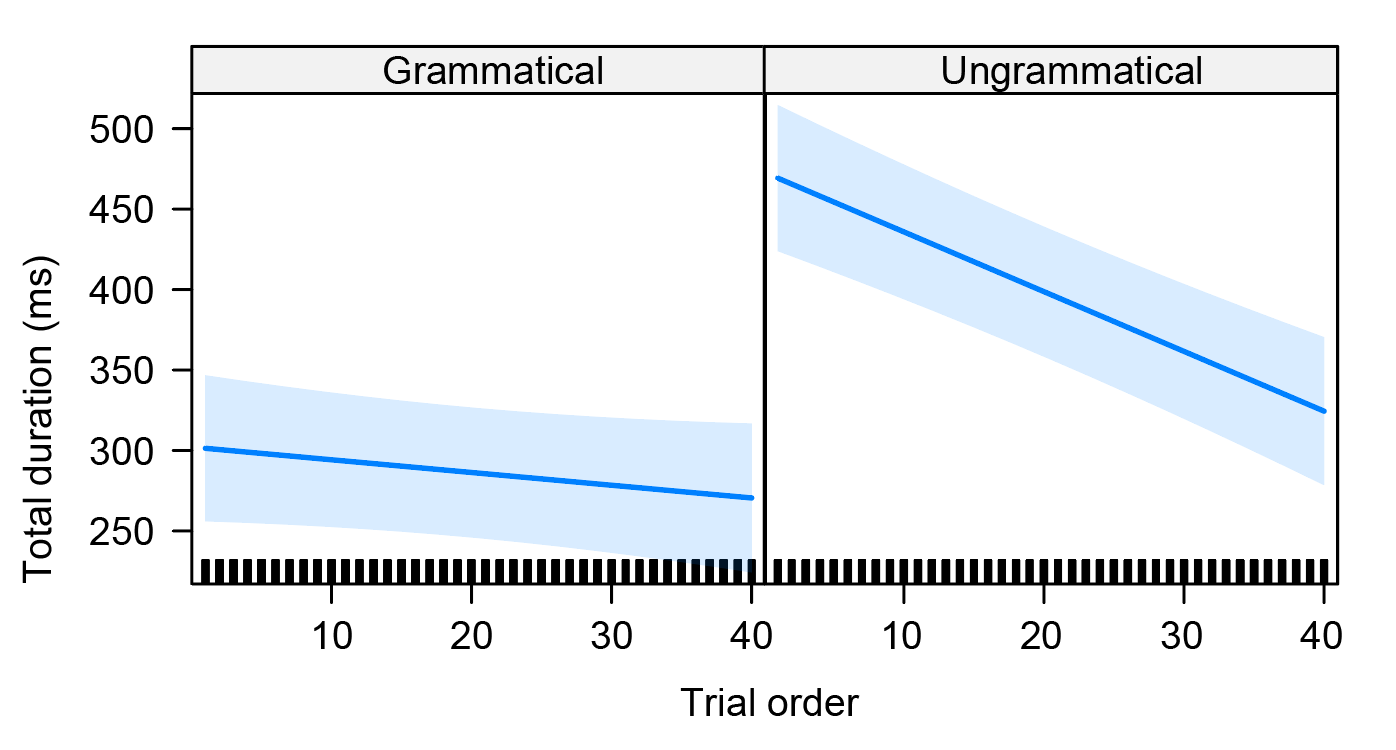 Grammatical Ungrammatical
500
450
400
350
300
250
Total duration (ms)
10 20 30 40 10 20 30 40
Trial order